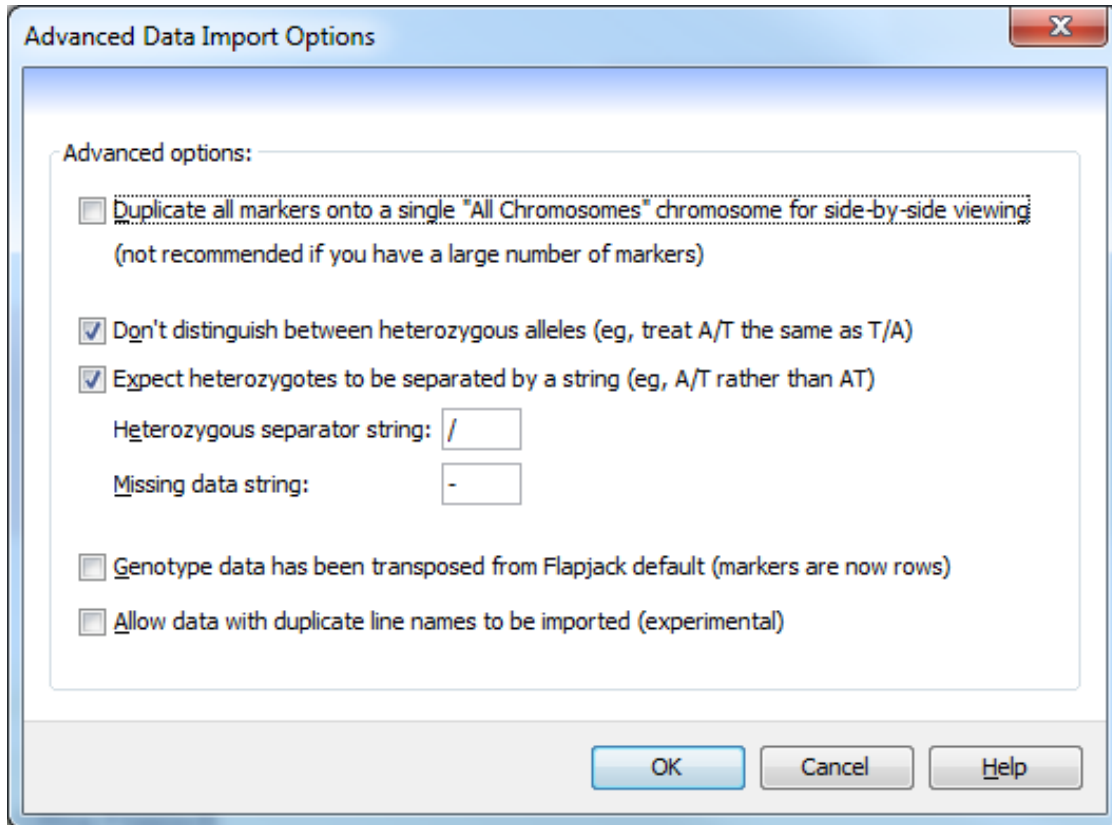 Advanced Data Import Options
Advanced options:
Duplicate all markers onto a single "All Chromosomes" chromosome for side-by-side viewing
(not recommended if you have a large number of markers)
Don't distinguish between heterozygous alleles (eg, treat A/T the same as T/A)
Expect heterozygotes to be separated by a string (eg, A/T rather than AT)
Heterozygous separator string: /
Missing data string: -
Genotype data has been transposed from Flapjack default (markers are now rows)
Allow data with duplicate line names to be imported (experimental)
OK Cancel Help